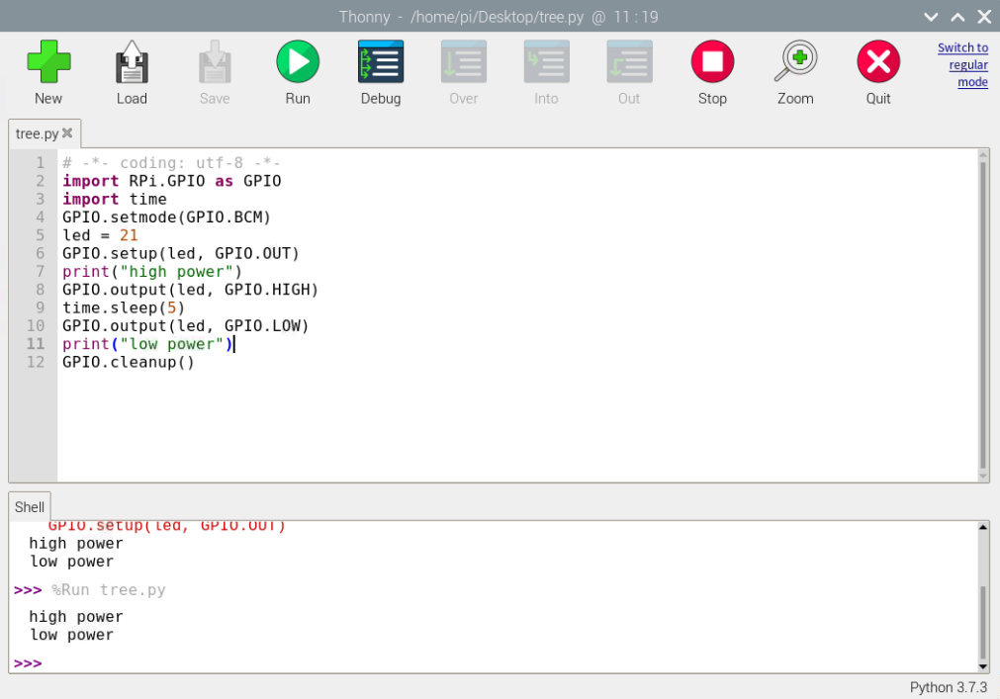 Thonny - /home/pi/Desktop/tree.py @ 11 : 19
New Load Save Run Debug Over Into Out Stop Zoom Quit
Switch to
regular
mode
tree.py
1 # -*- coding: utf-8 -*-
2 import RPi.GPIO as GPIO
3 import time
4 GPIO.setmode(GPIO.BCM)
5 led = 21
6 GPIO.setup(led, GPIO.OUT)
7 print("high power")
8 GPIO.output(led, GPIO.HIGH)
9 time.sleep(5)
10 GPIO.output(led, GPIO.LOW)
11 print("low power")
12 GPIO.cleanup()
Shell
GPIO.setup(led, GPIO.OUT)
high power
low power
>>> %Run tree.py
high power
low power
>>>
Python 3.7.3